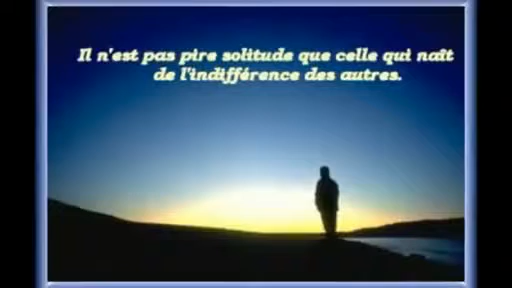 Il n'est pas pire solitude que celle qui naît
de l'indifférence des autres.